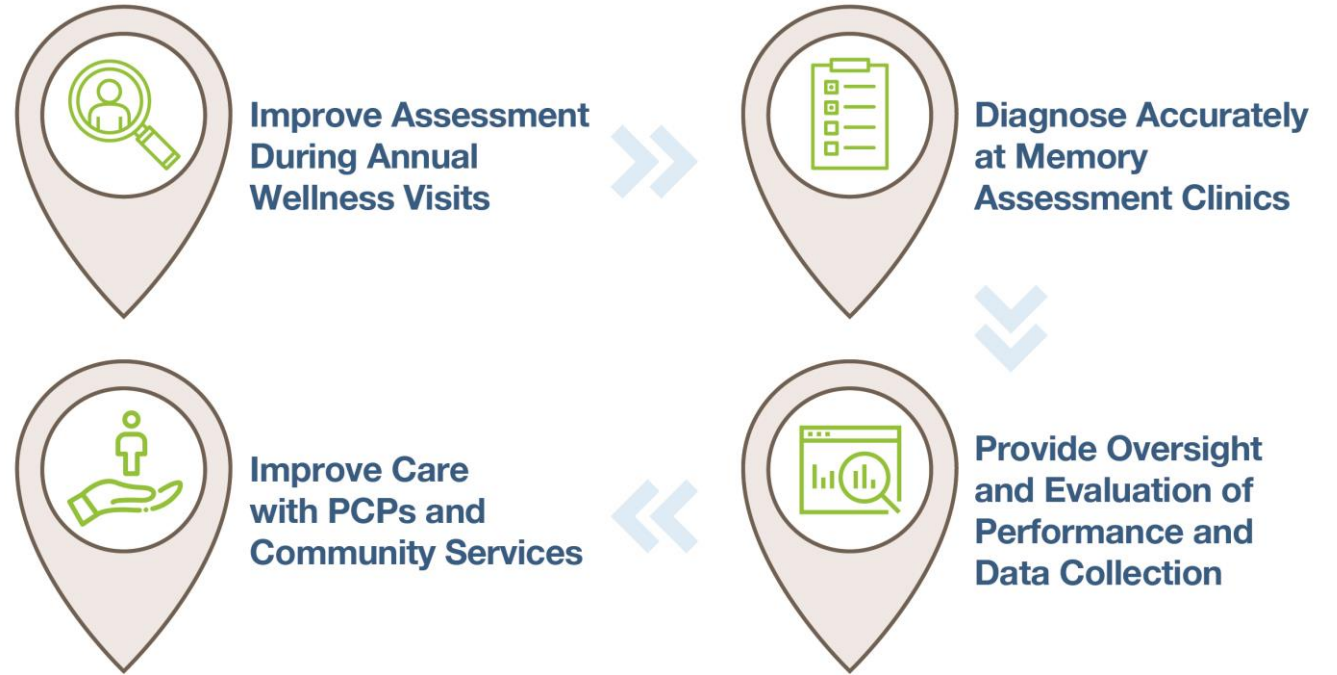 Improve Assessment
During Annual
Wellness Visits
Diagnose Accurately
at Memory
Assessment Clinics
Provide Oversight
and Evaluation of
Performance and
Data Collection
Improve Care
with PCPs and
Community Services